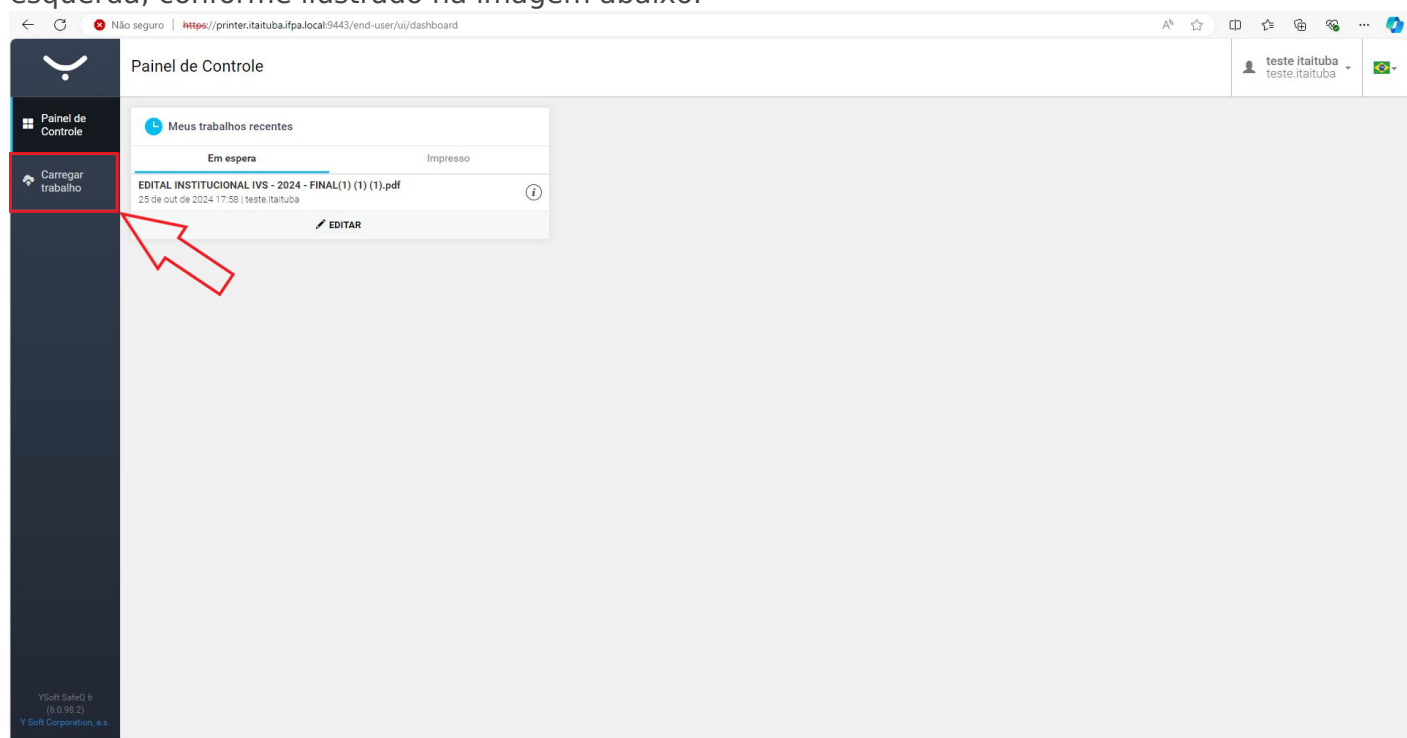 esquerda, conforme ilustrado na imagem abaixo.
Não seguro | https://printer.itaituba.ifpa.local:9443/end-user/ui/dashboard
Painel de Controle
teste itaituba
teste.itaituba
Painel de
Controle
Carregar
trabalho
Meus trabalhos recentes
Em espera Impresso
EDITAL INSTITUCIONAL IVS - 2024 - FINAL(1) (1) (1).pdf
25 de out de 2024 17:58 | teste.itaituba
EDITAR
YSoft SafeQ 6
(6.0.98.2)
Y Soft Corporation, a.s.